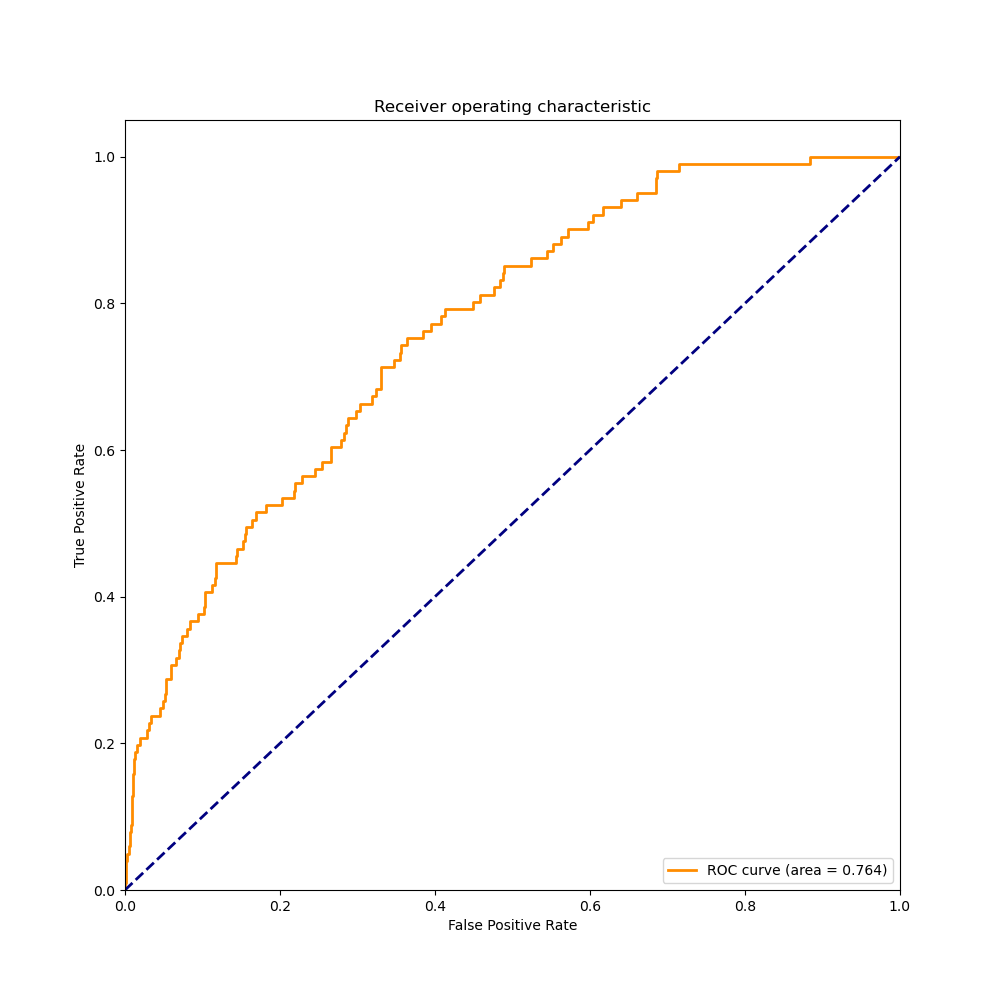 Receiver operating characteristic
1.0
0.8
0.6
0.4
0.2
0.0
True Positive Rate
0.0 0.2 0.4 0.6 0.8 1.0
False Positive Rate
ROC curve (area = 0.764)